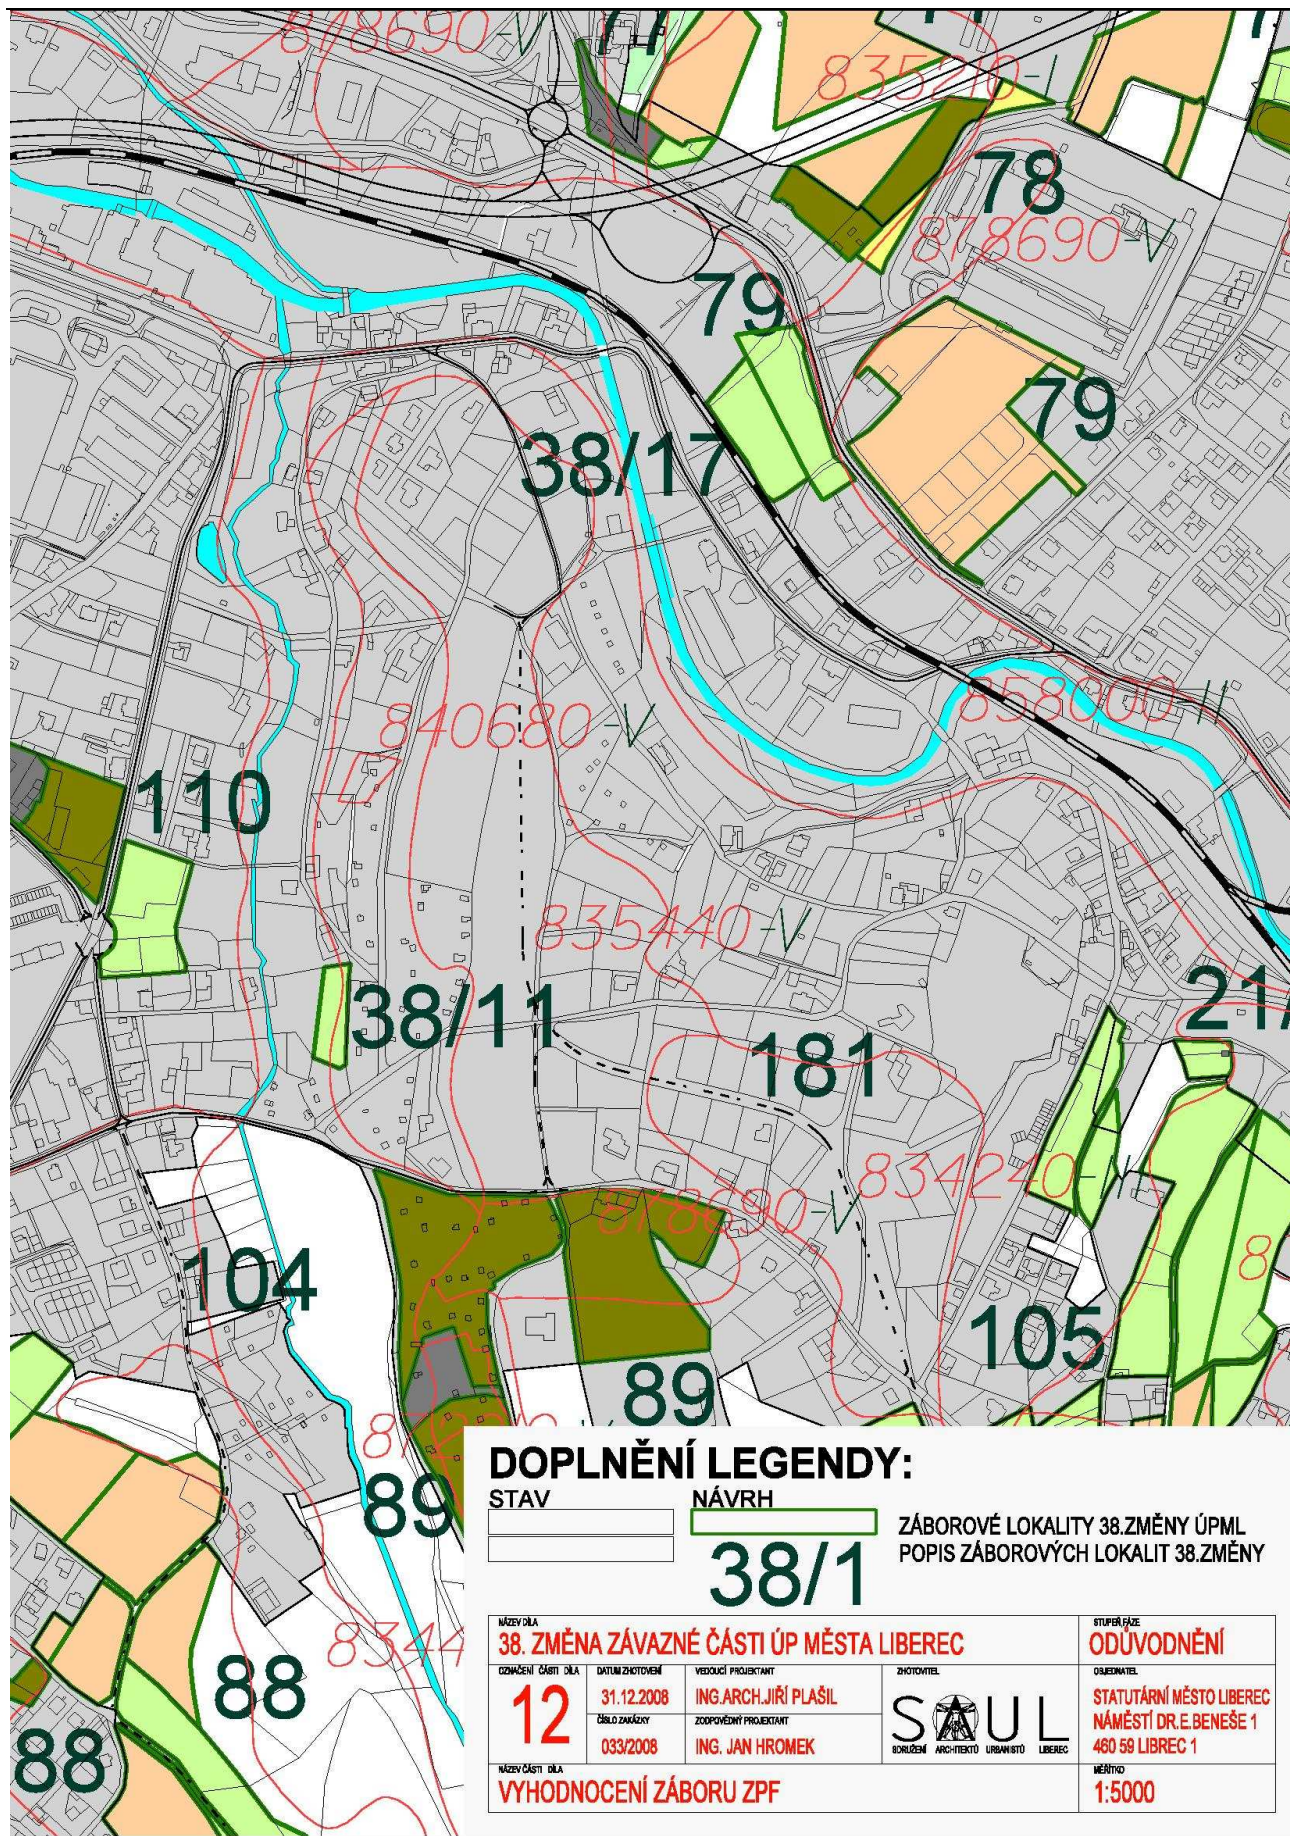 878690-V
77
835210-I
78
878690-V
79
79
38/17
840680-V
858000-II
110
835440-V
38/11
181
21/
834240-III
878690-V
104
105
8
89
89
8344
88
88
DOPLNĚNÍ LEGENDY:
STAV NÁVRH
ZÁBOROVÉ LOKALITY 38.ZMĚNY ÚPML
38/1 POPIS ZÁBOROVÝCH LOKALIT 38.ZMĚNY
NÁZEV DÍLA
38. ZMĚNA ZÁVAZNÉ ČÁSTI ÚP MĚSTA LIBEREC
STUPEŇ,FÁZE
ODŮVODNĚNÍ
OZNAČENÍ ČÁSTI DÍLA
12
DATUM ZHOTOVENÍ
31.12.2008
ČÍSLO ZAKÁZKY
033/2008
VEDOUCÍ PROJEKTANT
ING.ARCH.JIŘÍ PLAŠIL
ZODPOVĚDNÝ PROJEKTANT
ING. JAN HROMEK
ZHOTOVITEL
SAUL
SDRUŽENÍ ARCHITEKTŮ URBANISTŮ LIBEREC
OBJEDNATEL
STATUTÁRNÍ MĚSTO LIBEREC
NÁMĚSTÍ DR.E.BENEŠE 1
460 59 LIBREC 1
NÁZEV ČÁSTI DÍLA
VYHODNOCENÍ ZÁBORU ZPF
MĚŘÍTKO
1:5000